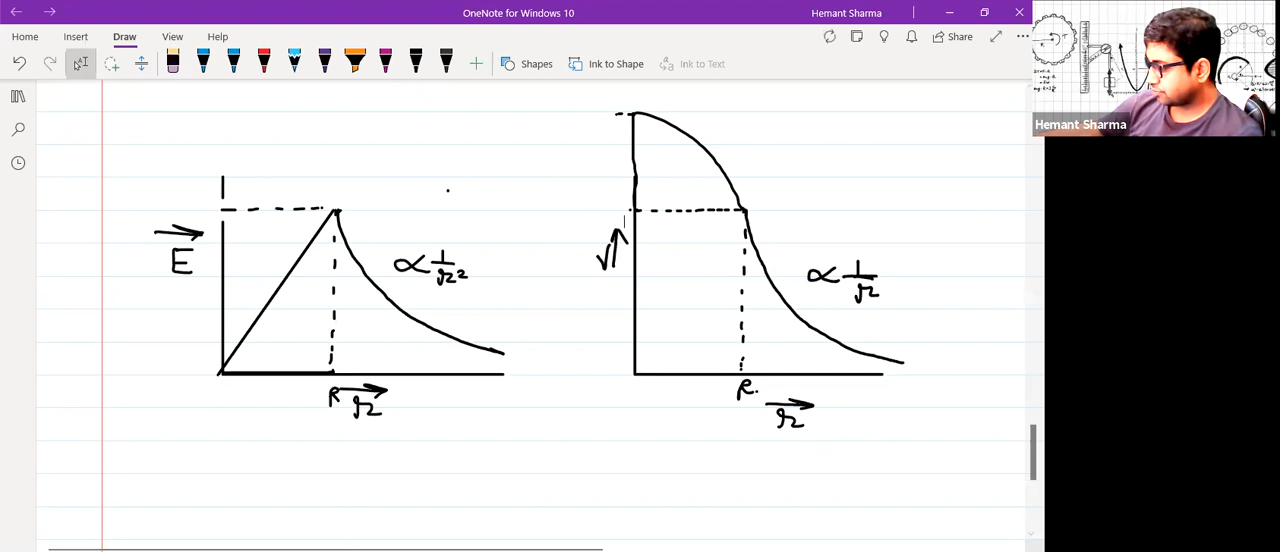 OneNote for Windows 10
Hemant Sharma
Home Insert Draw View Help
Share
Shapes
Ink to Shape
Ink to Text
Hemant Sharma
E
∝ 1/r²
R
r
V
∝ 1/r
R
r